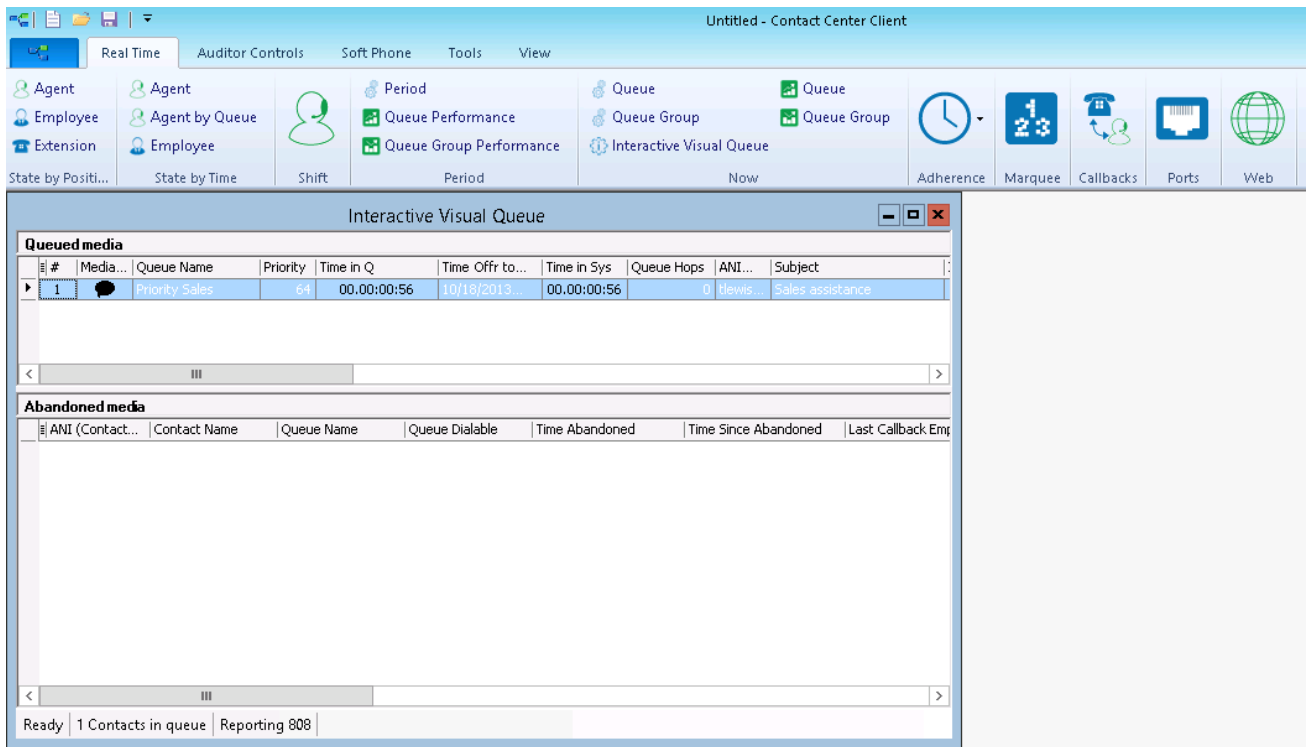 Untitled - Contact Center Client
Real Time Auditor Controls Soft Phone Tools View
Agent Agent Period Queue Queue
Employee Agent by Queue Queue Performance Queue Group Queue Group
Extension Employee Queue Group Performance Interactive Visual Queue
1 2 3
State by Positi... State by Time Shift Period Now Adherence Marquee Callbacks Ports Web
Interactive Visual Queue
Queued media
# Media... Queue Name Priority Time in Q Time Offr to... Time in Sys Queue Hops ANI... Subject
1 Priority Sales 64 00.00:00:56 10/18/2013... 00.00:00:56 0 tlewis... Sales assistance
Abandoned media
ANI (Contact... Contact Name Queue Name Queue Dialable Time Abandoned Time Since Abandoned Last Callback Emp
Ready 1 Contacts in queue Reporting 808